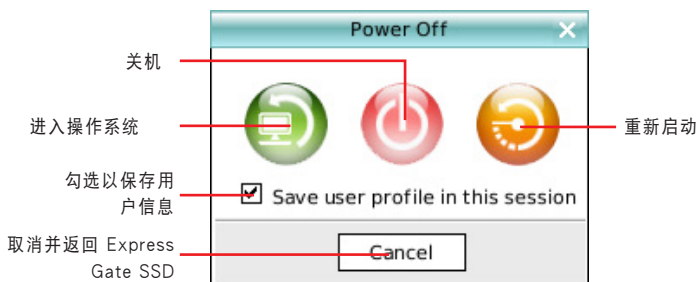 Power Off
关机
进入操作系统
重新启动
勾选以保存用
户信息
Save user profile in this session
取消并返回 Express
Gate SSD
Cancel